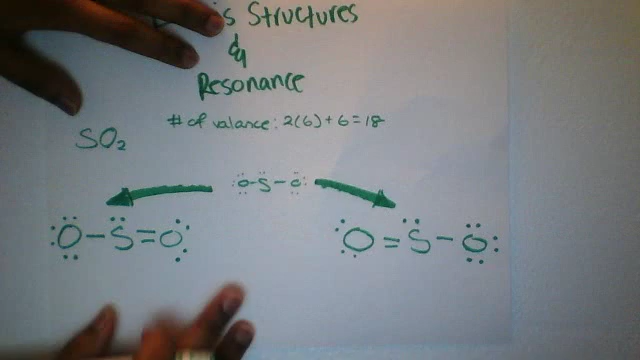 Structures
&
Resonance
# of valance: 2(6) + 6 = 18
SO₂
:O-S-O:
:O-S=O
O=S-O: